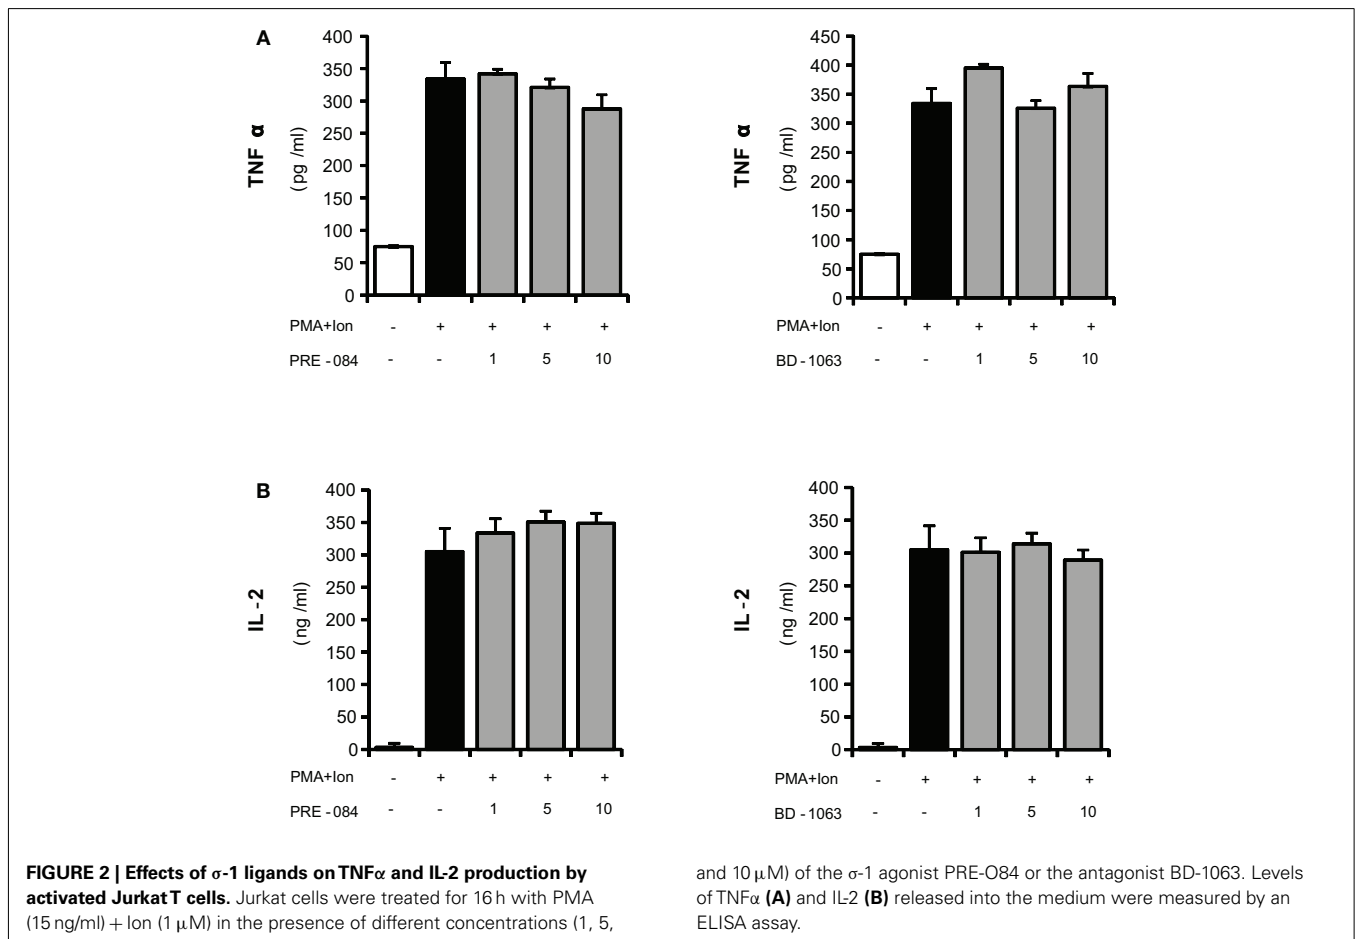 A
TNF α
(pg /ml)
400
350
300
250
200
150
100
50
0
PMA+Ion - + + + +
PRE - 084 - - 1 5 10
TNF α
(pg /ml)
450
400
350
300
250
200
150
100
50
0
PMA+Ion - + + + +
BD - 1063 - - 1 5 10
B
IL - 2
(ng /ml)
400
350
300
250
200
150
100
50
0
PMA+Ion - + + + +
PRE - 084 - - 1 5 10
IL - 2
(ng /ml)
400
350
300
250
200
150
100
50
0
PMA+Ion - + + + +
BD - 1063 - - 1 5 10
FIGURE 2 | Effects of σ-1 ligands on TNFα and IL-2 production by
activated Jurkat T cells. Jurkat cells were treated for 16 h with PMA
(15 ng/ml) + Ion (1 μM) in the presence of different concentrations (1, 5,
and 10 μM) of the σ-1 agonist PRE-O84 or the antagonist BD-1063. Levels
of TNFα (A) and IL-2 (B) released into the medium were measured by an
ELISA assay.